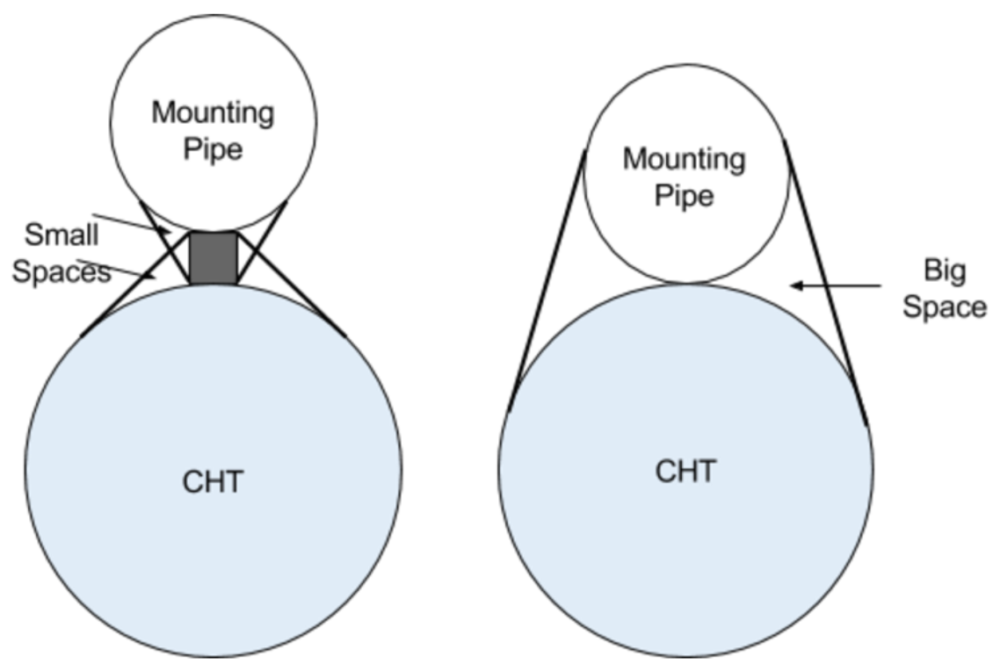 Mounting
Pipe
Small
Spaces
CHT
Mounting
Pipe
Big
Space
CHT